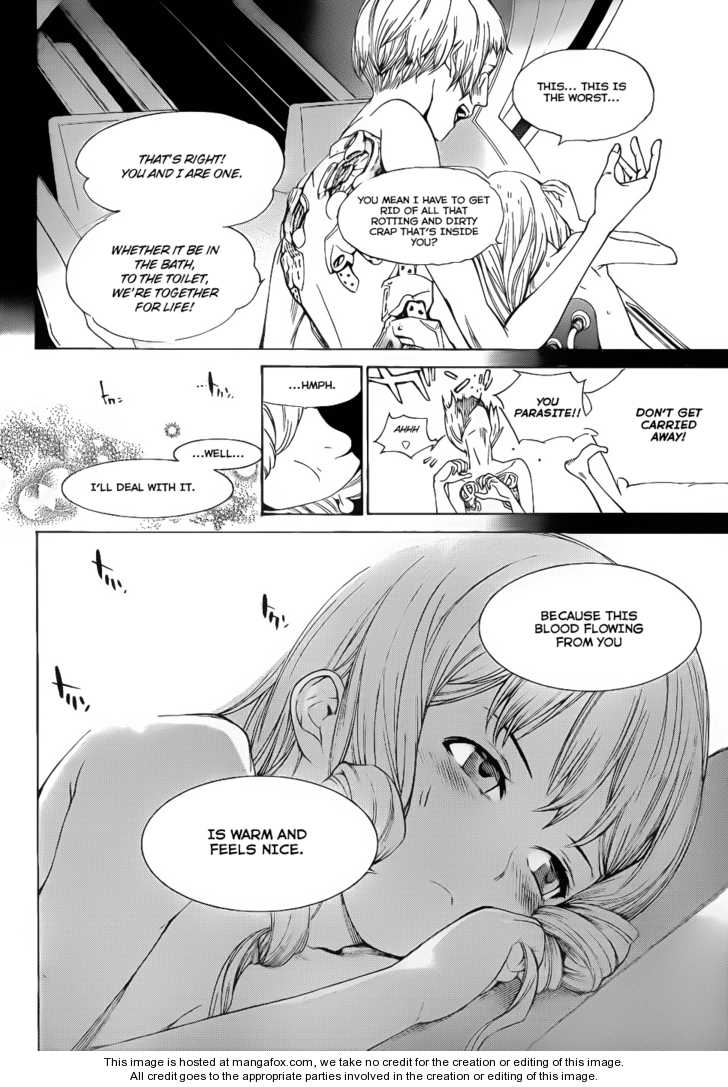 THIS... THIS IS
THE WORST...
THAT'S RIGHT!
YOU AND I ARE ONE.
YOU MEAN I HAVE TO GET
RID OF ALL THAT
ROTTING AND DIRTY
CRAP THAT'S INSIDE
YOU?
WHETHER IT BE IN
THE BATH,
TO THE TOILET,
WE'RE TOGETHER
FOR LIFE!
DON'T GET
CARRIED
AWAY!
YOU
PARASITE!!
AHHH
♡
...HMPH.
...WELL...
I'LL DEAL WITH IT.
BECAUSE THIS
BLOOD FLOWING
FROM YOU
IS WARM AND
FEELS NICE.
This image is hosted at mangafox.com, we take no credit for the creation or editing of this image.
All credit goes to the appropriate parties involved in the creation or editing of this image.